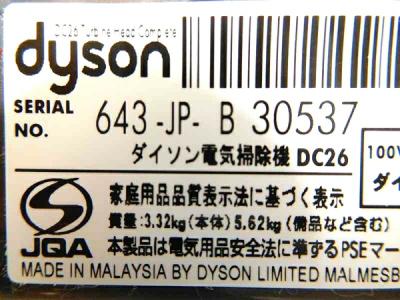 DC26 Turbine Head Complete
dyson
SERIAL NO. 643-JP- B 30537
ダイソン電気掃除機 DC26
100V
ダイ
家庭用品品質表示法に基づく表示
質量:3.32kg(本体) 5.62kg (備品など含む)
JQA
本製品は電気用品安全法に準ずるPSEマー
MADE IN MALAYSIA BY DYSON LIMITED MALMESB